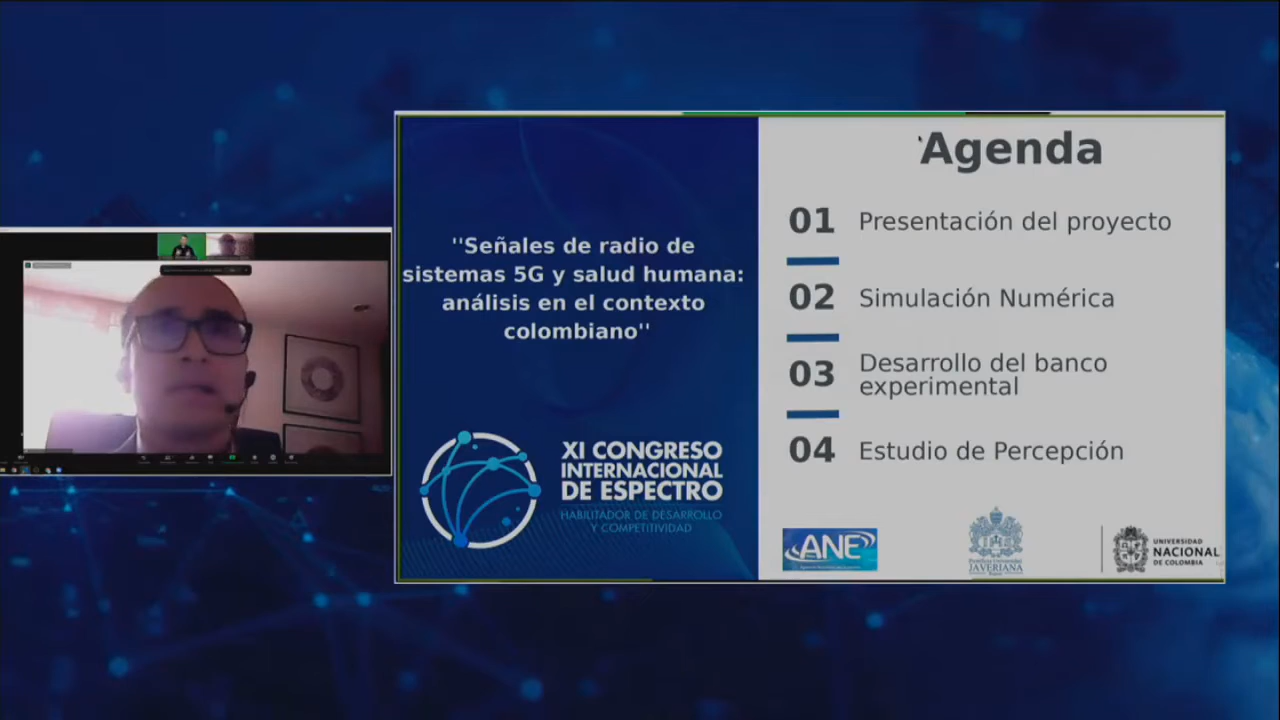 ''Señales de radio de
sistemas 5G y salud humana:
análisis en el contexto
colombiano''
XI CONGRESO
INTERNACIONAL
DE ESPECTRO
HABILITADOR DE DESARROLLO
Y COMPETITIVIDAD
Agenda
01 Presentación del proyecto
02 Simulación Numérica
03 Desarrollo del banco
experimental
04 Estudio de Percepción
ANE
Pontificia Universidad
JAVERIANA
UNIVERSIDAD
NACIONAL
DE COLOMBIA